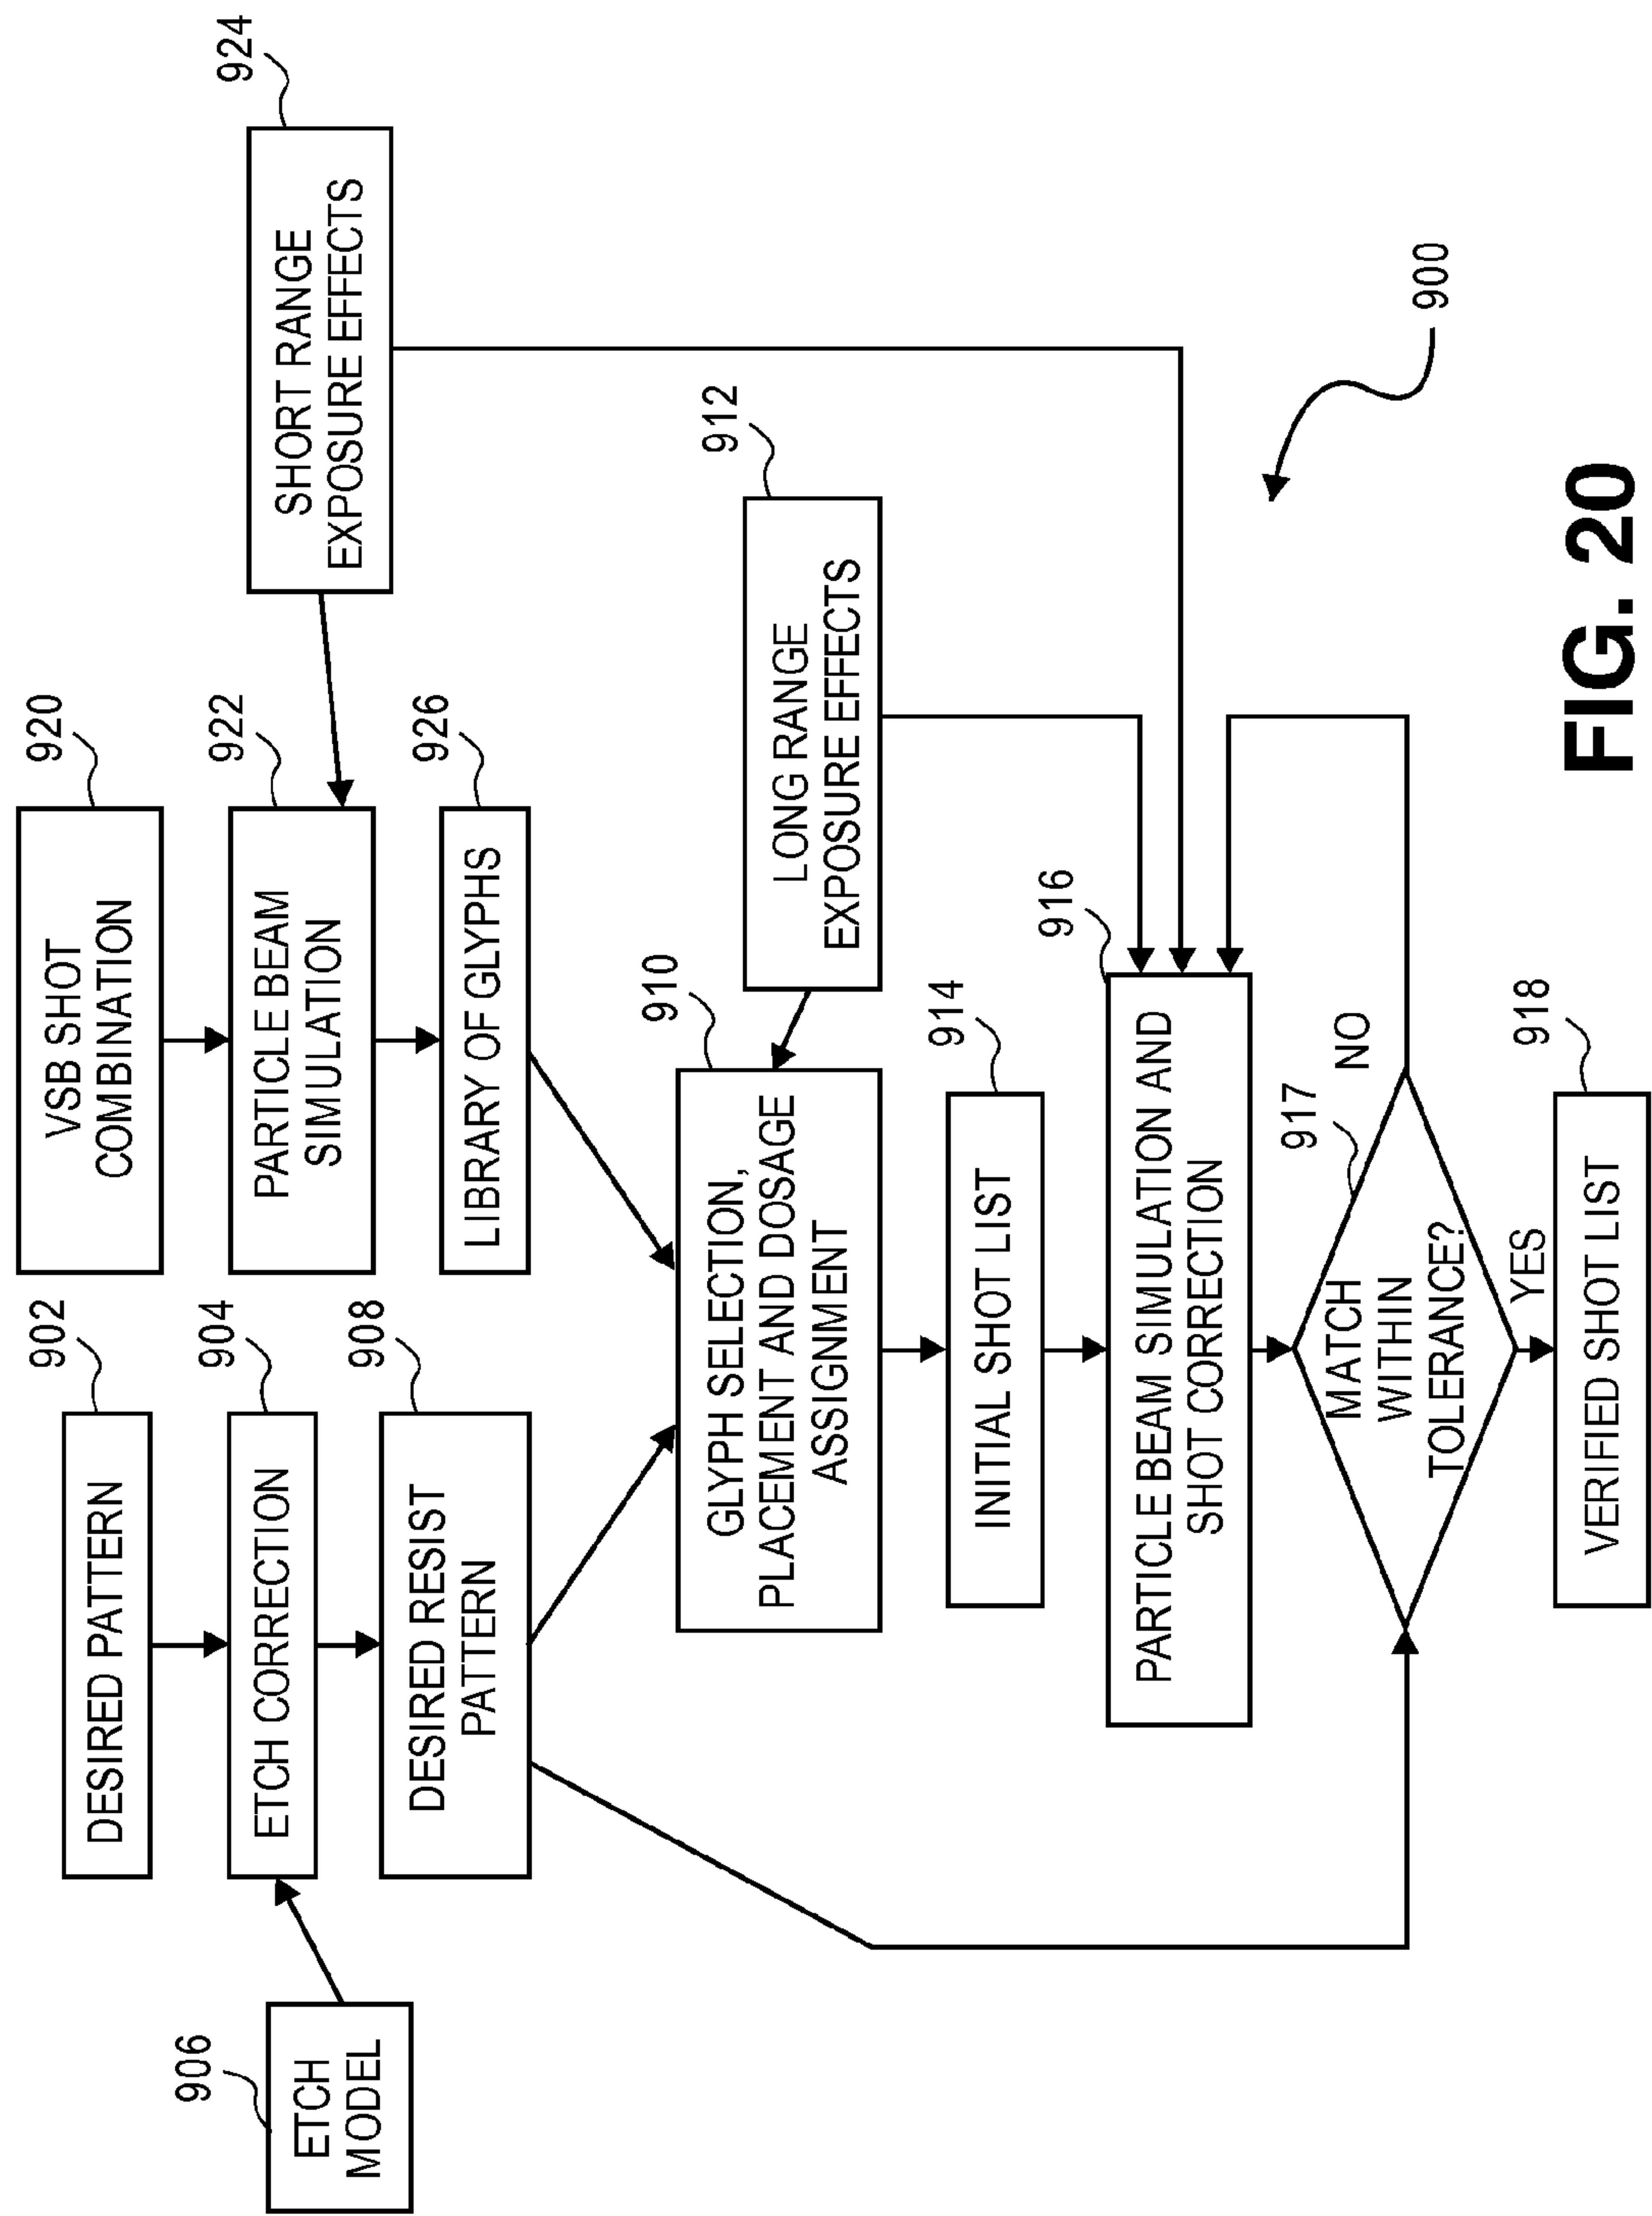 902
DESIRED PATTERN
920
VSB SHOT
COMBINATION
906
ETCH
MODEL
904
ETCH CORRECTION
922
PARTICLE BEAM
SIMULATION
924
SHORT RANGE
EXPOSURE EFFECTS
908
DESIRED RESIST
PATTERN
926
LIBRARY OF GLYPHS
910
GLYPH SELECTION,
PLACEMENT AND DOSAGE
ASSIGNMENT
912
LONG RANGE
EXPOSURE EFFECTS
914
INITIAL SHOT LIST
916
PARTICLE BEAM SIMULATION AND
SHOT CORRECTION
917
MATCH
WITHIN
TOLERANCE?
NO
YES
918
VERIFIED SHOT LIST
900
FIG. 20